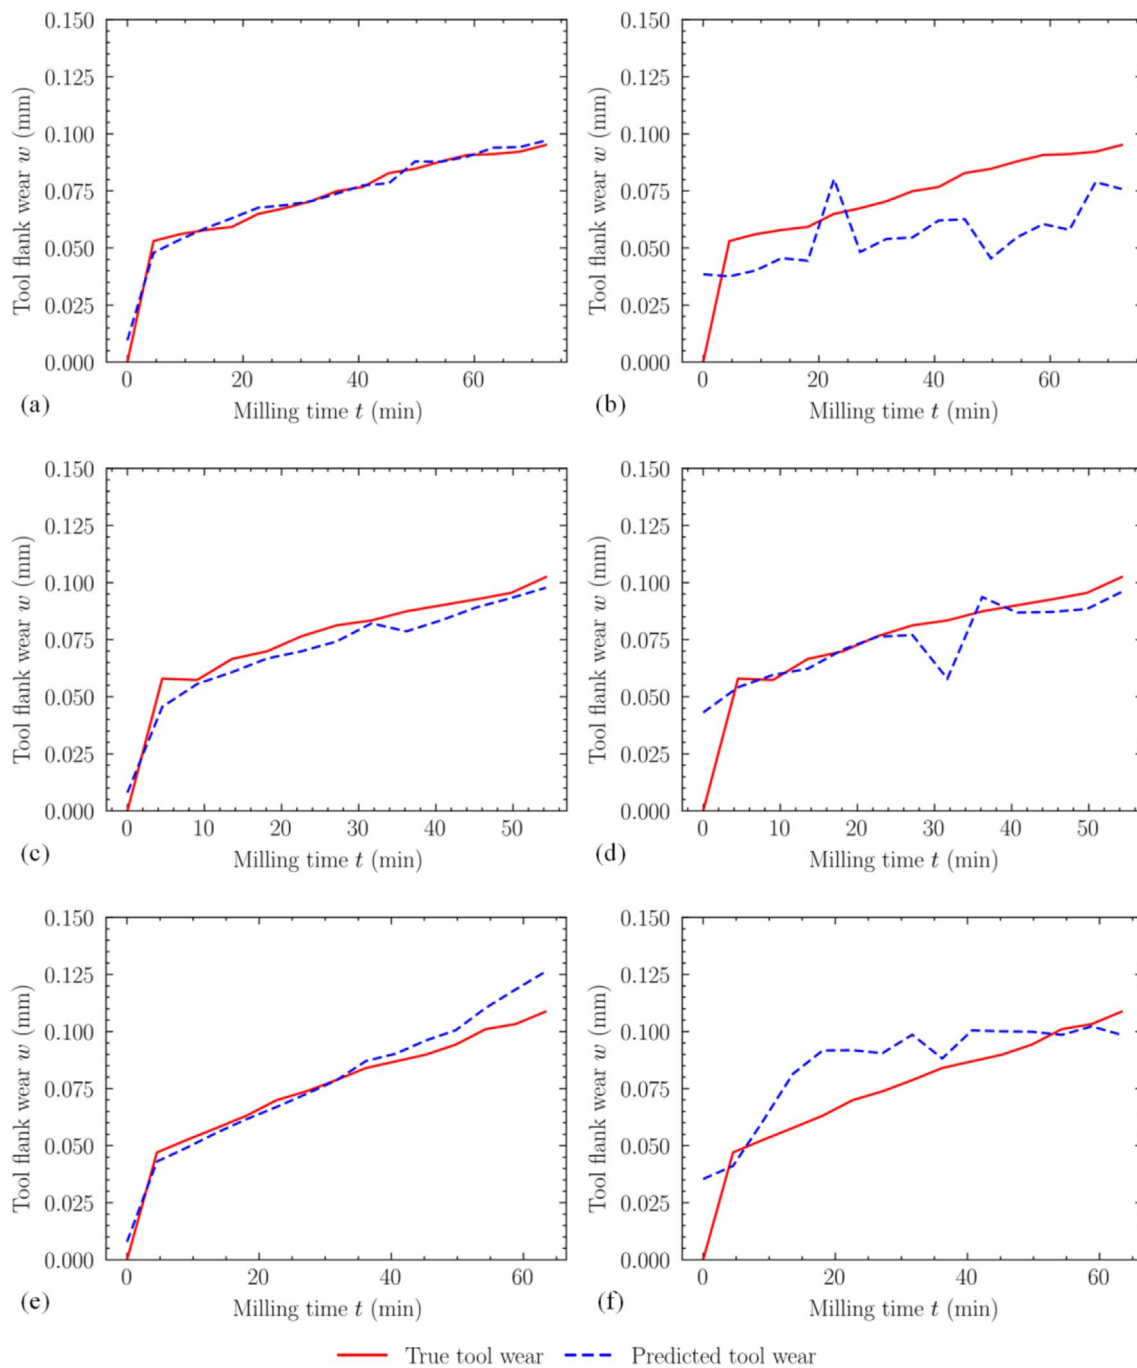 0.150 0.150
0.125 0.125
0.100 0.100
0.075 0.075
0.050 0.050
0.025 0.025
0.000 0.000
Tool flank wear w (mm) Tool flank wear w (mm)
0 20 40 60 0 20 40 60
(a) Milling time t (min) (b) Milling time t (min)
0.150 0.150
0.125 0.125
0.100 0.100
0.075 0.075
0.050 0.050
0.025 0.025
0.000 0.000
Tool flank wear w (mm) Tool flank wear w (mm)
0 10 20 30 40 50 0 10 20 30 40 50
(c) Milling time t (min) (d) Milling time t (min)
0.150 0.150
0.125 0.125
0.100 0.100
0.075 0.075
0.050 0.050
0.025 0.025
0.000 0.000
Tool flank wear w (mm) Tool flank wear w (mm)
0 20 40 60 0 20 40 60
(e) Milling time t (min) (f) Milling time t (min)
True tool wear Predicted tool wear